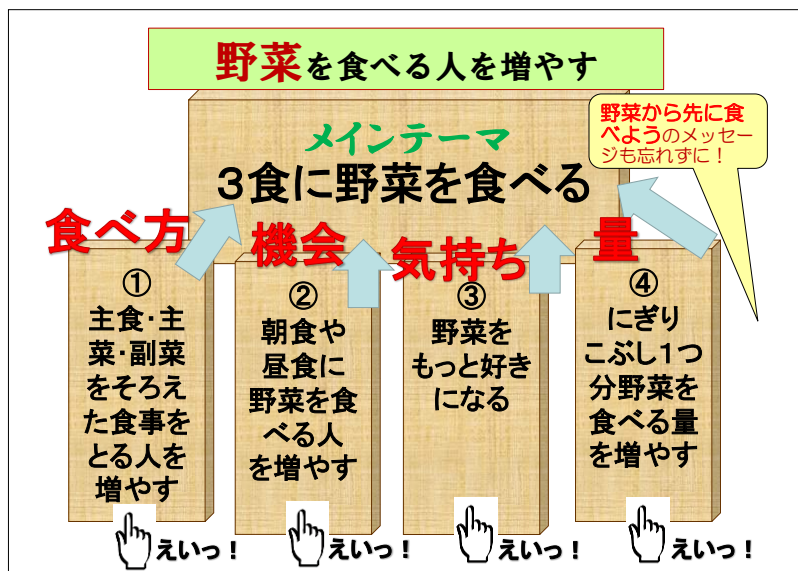 野菜を食べる人を増やす
メインテーマ
3食に野菜を食べる
野菜から先に食
べようのメッセー
ジも忘れずに！
食べ方
機会
気持ち
量
①
主食・主
菜・副菜
をそろえ
た食事を
とる人を
増やす
②
朝食や
昼食に
野菜を食
べる人
を増やす
③
野菜を
もっと好き
になる
④
にぎり
こぶし1つ
分野菜を
食べる量
を増やす
えいっ！
えいっ！
えいっ！
えいっ！